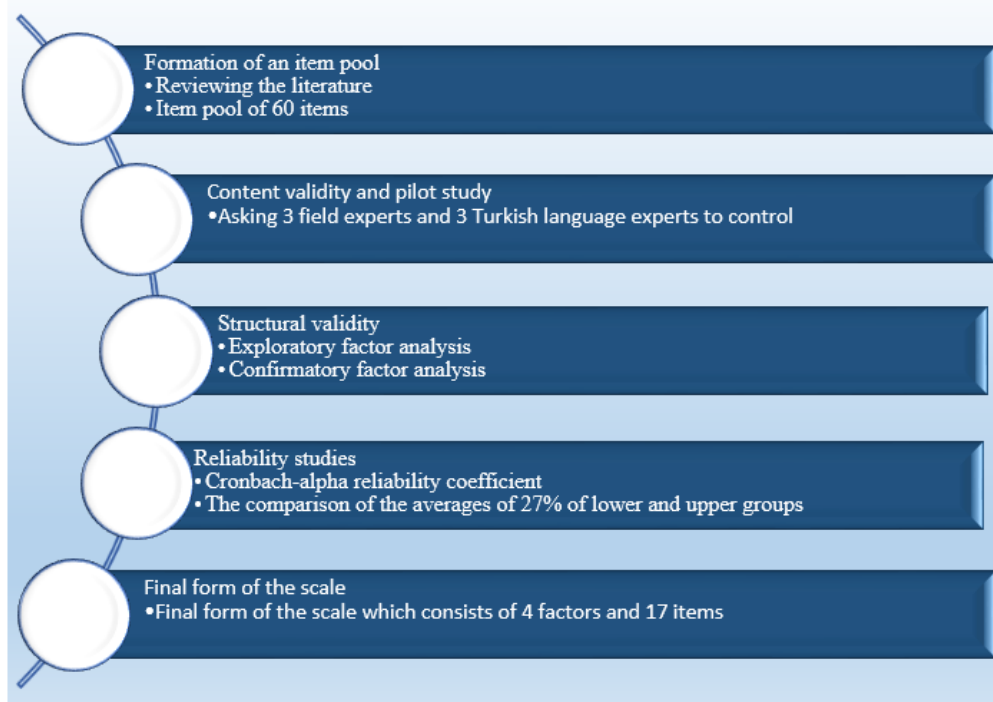 Formation of an item pool
•Reviewing the literature
•Item pool of 60 items
Content validity and pilot study
•Asking 3 field experts and 3 Turkish language experts to control
Structural validity
•Exploratory factor analysis
•Confirmatory factor analysis
Reliability studies
•Cronbach-alpha reliability coefficient
•The comparison of the averages of 27% of lower and upper groups
Final form of the scale
•Final form of the scale which consists of 4 factors and 17 items